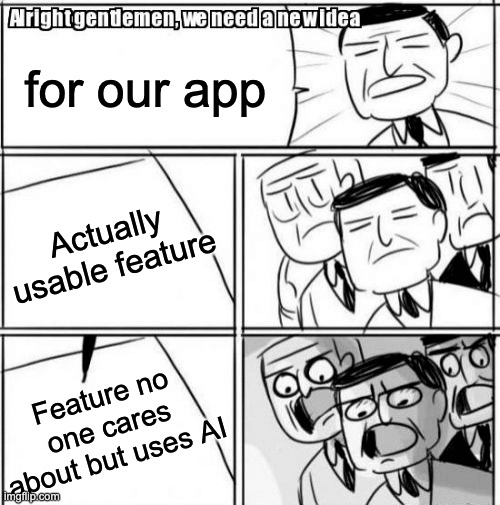 Alright gentlemen, we need a new idea
for our app
Actually
usable feature
Feature no
one cares
about but uses AI
imgflip.com